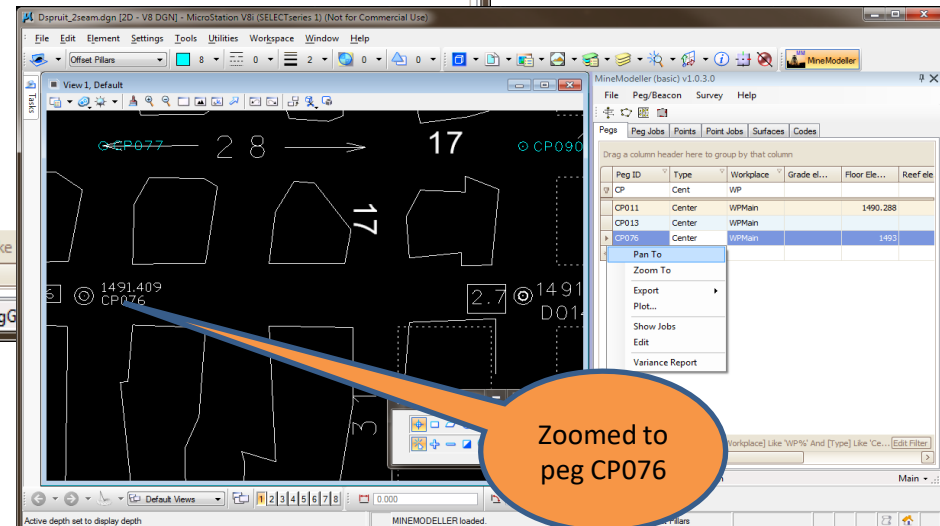 Dspruit_2seam.dgn [2D - V8 DGN] - MicroStation V8i (SELECTseries 1) (Not for Commercial Use)
File Edit Element Settings Tools Utilities Workspace Window Help
Offset Pillars 8 0 2 0 0 MineModeller
View 1, Default
Tasks
MineModeller (basic) v1.0.3.0
File Peg/Beacon Survey Help
Pegs Peg Jobs Points Point Jobs Surfaces Codes
Drag a column header here to group by that column
Peg ID Type Workplace Grade el... Floor Ele... Reef ele
CP Cent WP
CP011 Center WPMain 1490.288
CP013 Center WPMain
CP076 Center WPMain 1493
Pan To
Zoom To
Export
Plot...
Show Jobs
Edit
Variance Report
CP077 28 17 CP090
17
1491.409
CP076
2.7 1491
D014
31
Zoomed to
peg CP076
Workplace] Like 'WP%' And [Type] Like 'Ce... Edit Filter
Main
Default Views 1 2 3 4 5 6 7 8 0.000
Active depth set to display depth MINEMODELLER loaded. Pillars